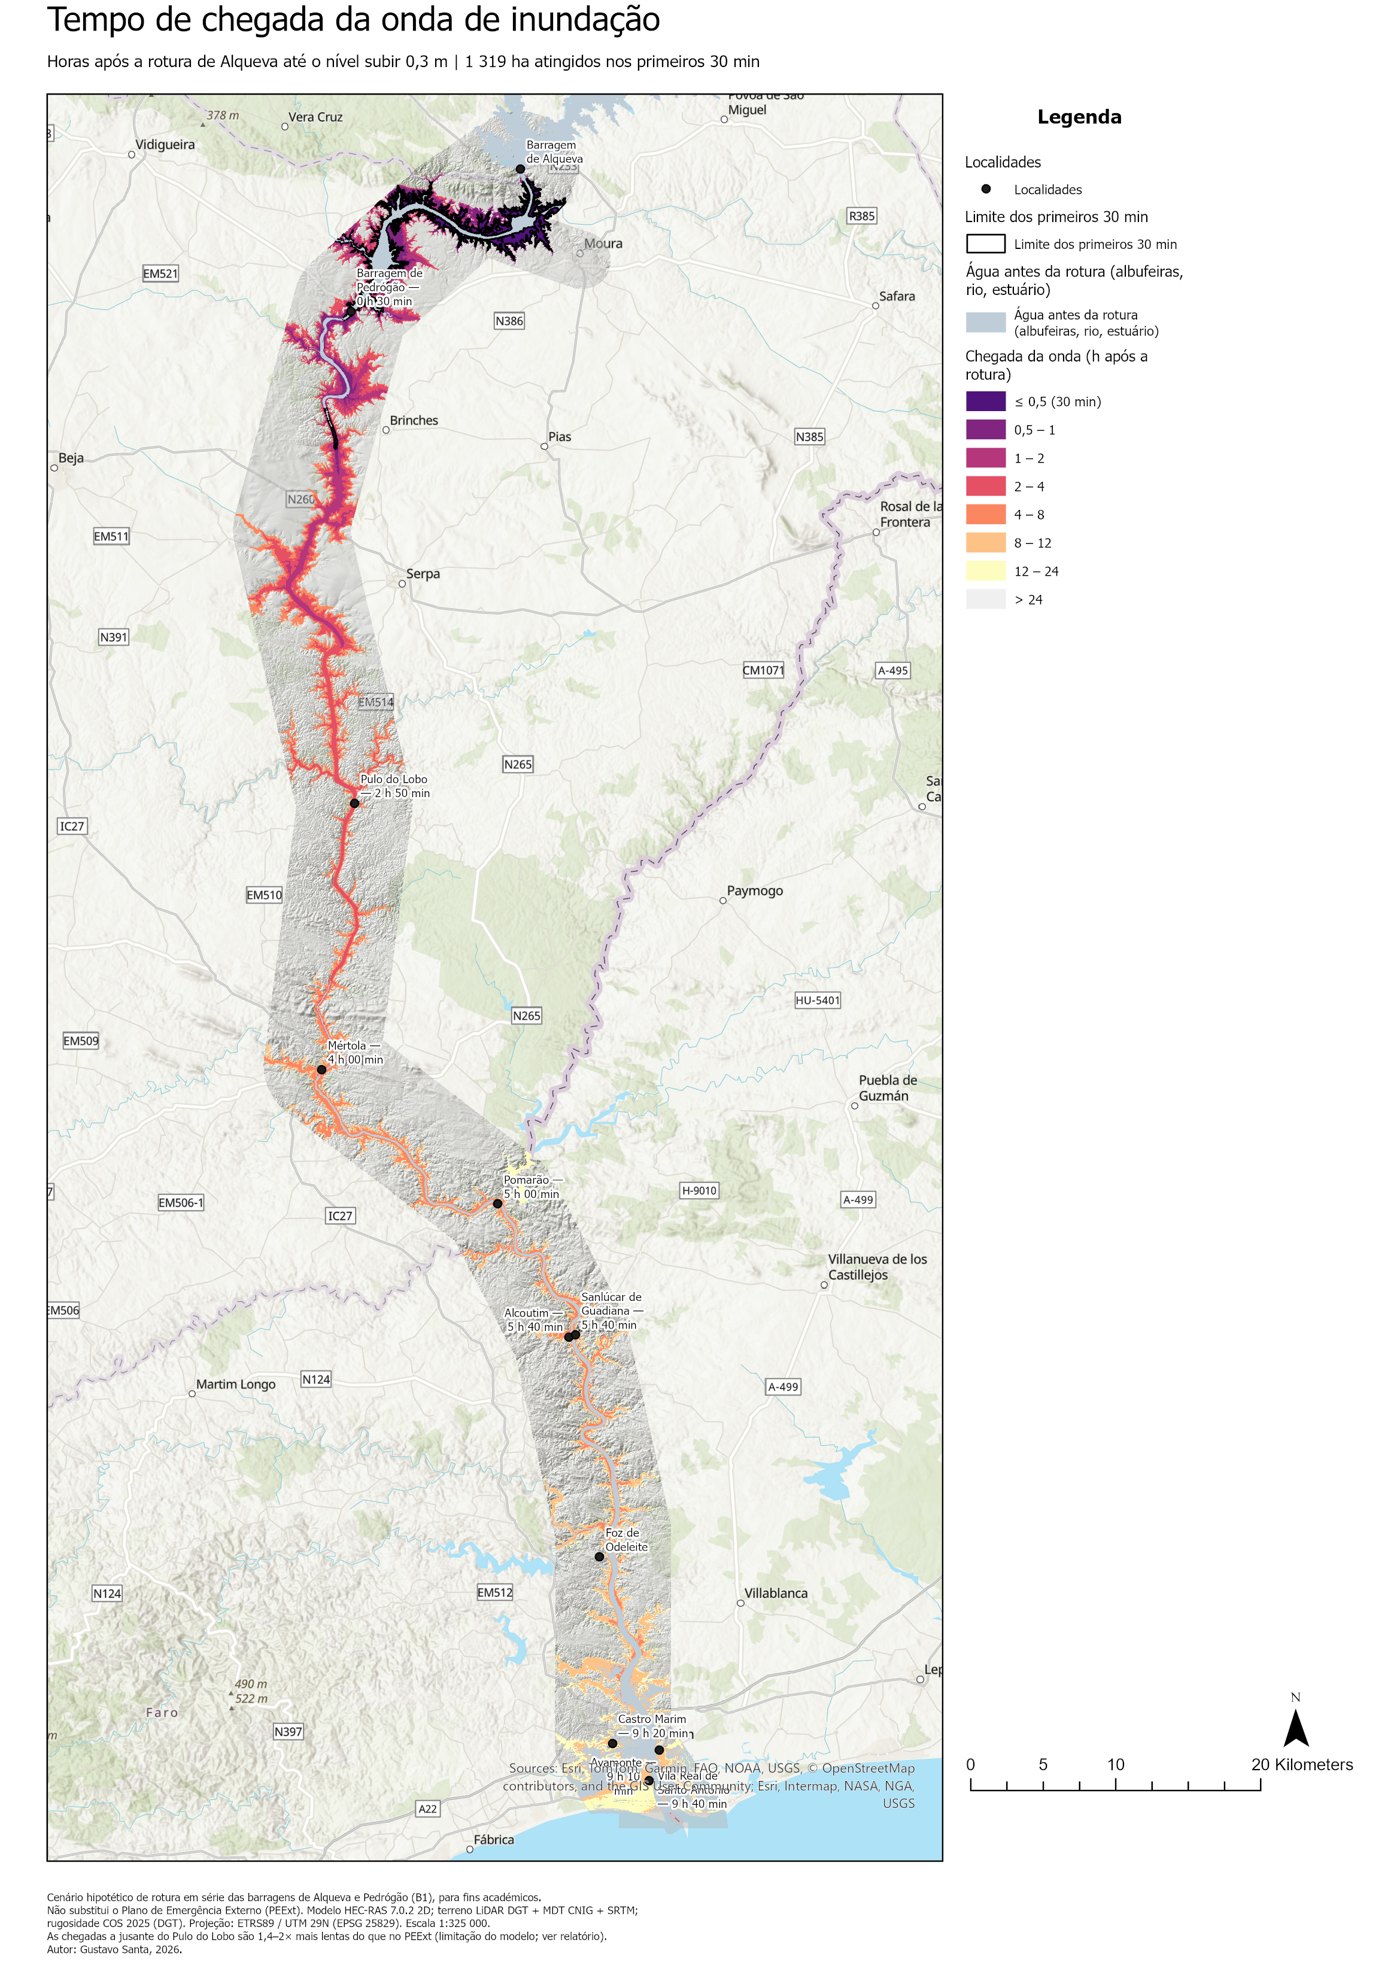 Tempo de chegada da onda de inundação
Horas após a rotura de Alqueva até o nível subir 0,3 m | 1 319 ha atingidos nos primeiros 30 min
378 m
Vera Cruz
Póvoa de São
Miguel
Vidigueira
Barragem
de Alqueva
N255
R385
Moura
EM521
Barragem de
Pedrógão —
0 h 30 min
Safara
N386
Brinches
Pias
N385
Beja
N260
Rosal de la
Frontera
EM511
Serpa
N391
CM1071
A-495
EM514
N265
Pulo do Lobo
— 2 h 50 min
IC27
EM510
Paymogo
HU-5401
N265
EM509
Mértola —
4 h 00 min
Puebla de
Guzmán
Pomarão —
5 h 00 min
H-9010
EM506-1
A-499
IC27
Villanueva de los
Castillejos
EM506
Sanlúcar de
Guadiana —
5 h 40 min
Alcoutim —
5 h 40 min
N124
Martim Longo
A-499
Foz de
Odeleite
N124
EM512
Villablanca
490 m
522 m
Faro
N397
Castro Marim
— 9 h 20 min
Ayamonte —
9 h 10
min
Vila Real de
Santo António
— 9 h 40 min
Sources: Esri, TomTom, Garmin, FAO, NOAA, USGS, © OpenStreetMap
contributors, and the GIS User Community; Esri, Intermap, NASA, NGA,
USGS
A22
Fábrica
Legenda
Localidades
Localidades
Limite dos primeiros 30 min
Limite dos primeiros 30 min
Água antes da rotura (albufeiras,
rio, estuário)
Água antes da rotura
(albufeiras, rio, estuário)
Chegada da onda (h após a
rotura)
≤ 0,5 (30 min)
0,5 – 1
1 – 2
2 – 4
4 – 8
8 – 12
12 – 24
> 24
N
0 5 10 20 Kilometers
Cenário hipotético de rotura em série das barragens de Alqueva e Pedrógão (B1), para fins académicos.
Não substitui o Plano de Emergência Externo (PEExt). Modelo HEC-RAS 7.0.2 2D; terreno LiDAR DGT + MDT CNIG + SRTM;
rugosidade COS 2025 (DGT). Projeção: ETRS89 / UTM 29N (EPSG 25829). Escala 1:325 000.
As chegadas a jusante do Pulo do Lobo são 1,4–2× mais lentas do que no PEExt (limitação do modelo; ver relatório).
Autor: Gustavo Santa, 2026.